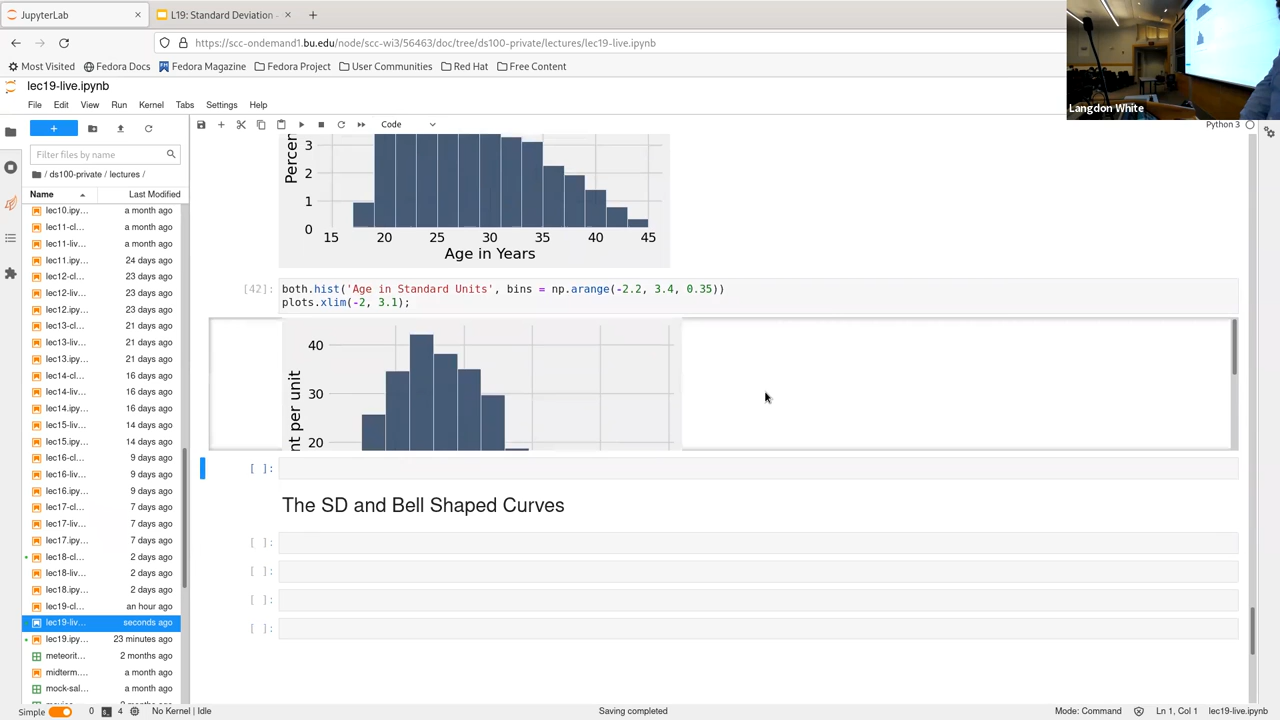 JupyterLab
L19: Standard Deviation -
https://scc-ondemand1.bu.edu/node/scc-wi3/56463/doc/tree/ds100-private/lectures/lec19-live.ipynb
Most Visited Fedora Docs Fedora Magazine Fedora Project User Communities Red Hat Free Content
Langdon White
lec19-live.ipynb
File Edit View Run Kernel Tabs Settings Help
Code
Python 3
Filter files by name
/ ds100-private / lectures /
Name Last Modified
lec10.ipy... a month ago
lec11-cl... a month ago
lec11-liv... a month ago
lec11.ipy... 24 days ago
lec12-cl... 23 days ago
lec12-liv... 23 days ago
lec12.ipy... 23 days ago
lec13-cl... 21 days ago
lec13-liv... 21 days ago
lec13.ipy... 21 days ago
lec14-cl... 16 days ago
lec14-liv... 16 days ago
lec14.ipy... 16 days ago
lec15-liv... 14 days ago
lec15.ipy... 14 days ago
lec16-cl... 9 days ago
lec16-liv... 9 days ago
lec16.ipy... 9 days ago
lec17-cl... 7 days ago
lec17-liv... 7 days ago
lec17.ipy... 7 days ago
lec18-cl... 2 days ago
lec18-liv... 2 days ago
lec18.ipy... 2 days ago
lec19-cl... an hour ago
lec19-liv... seconds ago
lec19.ipy... 23 minutes ago
meteorit... 2 months ago
midterm.... a month ago
mock-sal... a month ago
Percen
3
2
1
0
15 20 25 30 35 40 45
Age in Years
[42]:
both.hist('Age in Standard Units', bins = np.arange(-2.2, 3.4, 0.35))
plots.xlim(-2, 3.1);
40
30
20
nt per unit
[ ]:
The SD and Bell Shaped Curves
[ ]:
[ ]:
[ ]:
[ ]:
Simple 0 4 No Kernel | Idle Saving completed Mode: Command Ln 1, Col 1 lec19-live.ipynb